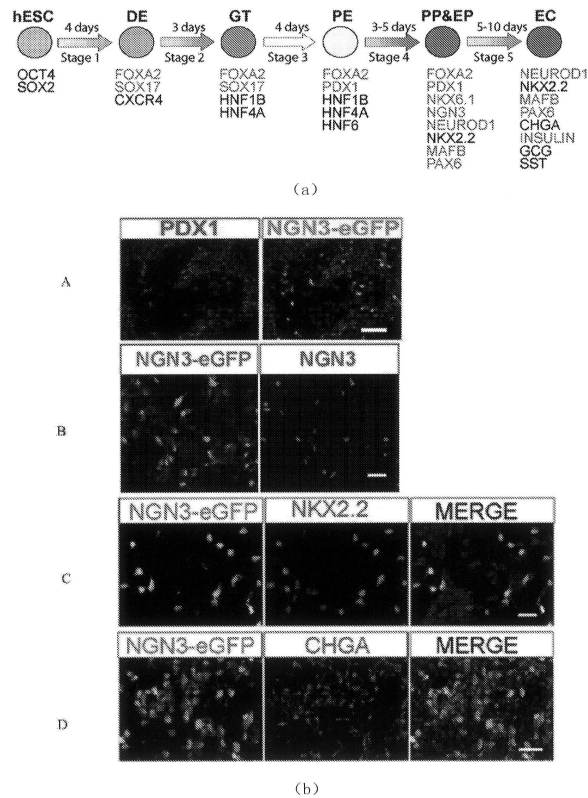 hESC DE GT PE PP&EP EC
4 days 3 days 4 days 3-5 days 5-10 days
Stage 1 Stage 2 Stage 3 Stage 4 Stage 5
OCT4 FOXA2 FOXA2 FOXA2 FOXA2 NEUROD1
SOX2 SOX17 SOX17 PDX1 PDX1 NKX2.2
CXCR4 HNF1B HNF1B NKX6.1 MAFB
HNF4A HNF4A NGN3 PAX6
HNF6 NEUROD1 CHGA
NKX2.2 INSULIN
MAFB GCG
PAX6 SST
(a)
PDX1 NGN3-eGFP
A
NGN3-eGFP NGN3
B
NGN3-eGFP NKX2.2 MERGE
C
NGN3-eGFP CHGA MERGE
D
(b)